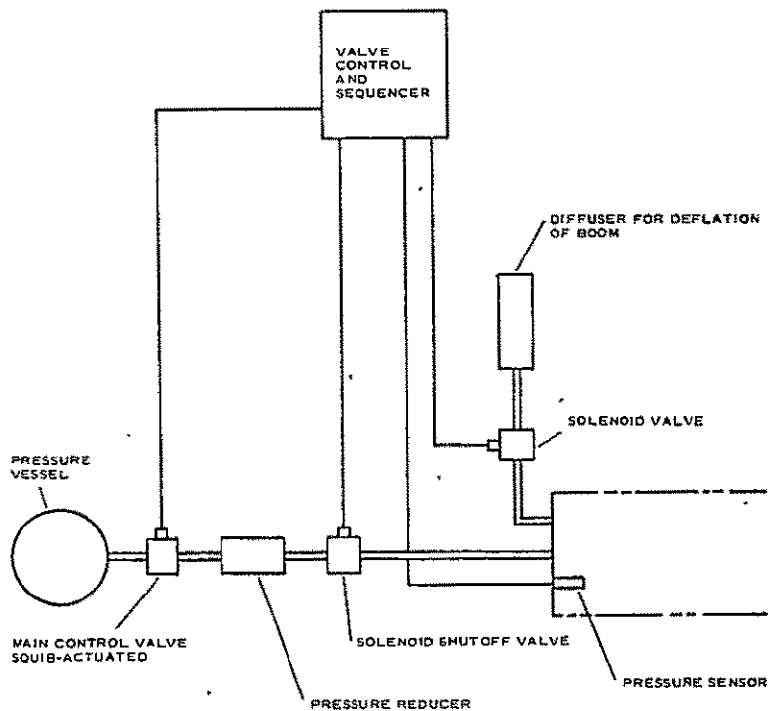 VALVE
CONTROL
AND
SEQUENCER
DIFFUSER FOR DEFLATION
OF BOOM
SOLENOID VALVE
PRESSURE
VESSEL
MAIN CONTROL VALVE
SQUIB-ACTUATED
SOLENOID SHUTOFF VALVE
PRESSURE SENSOR
PRESSURE REDUCER